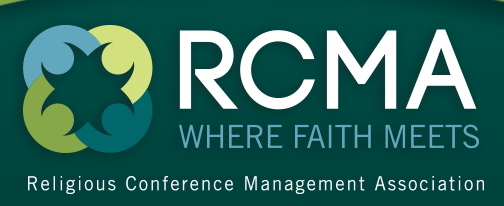 RCMA
WHERE FAITH MEETS
Religious Conference Management Association